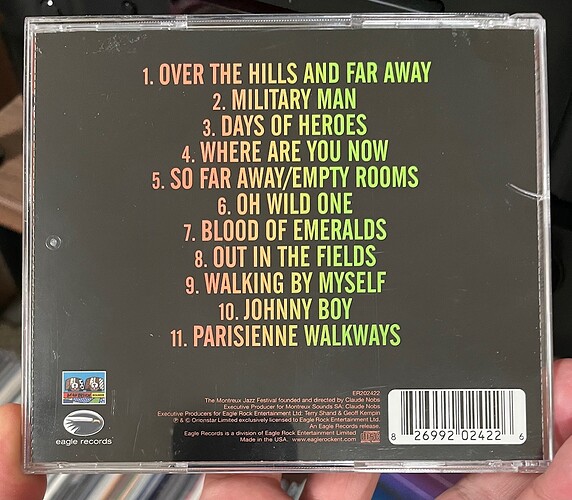 1. OVER THE HILLS AND FAR AWAY
2. MILITARY MAN
3. DAYS OF HEROES
4. WHERE ARE YOU NOW
5. SO FAR AWAY/EMPTY ROOMS
6. OH WILD ONE
7. BLOOD OF EMERALDS
8. OUT IN THE FIELDS
9. WALKING BY MYSELF
10. JOHNNY BOY
11. PARISIENNE WALKWAYS
eagle records
ER202422
The Montreux Jazz Festival founded and directed by Claude Nobs
Executive Producer for Montreux Sounds SA: Claude Nobs
Executive Producers for Eagle Rock Entertainment Ltd: Terry Shand & Geoff Kempin
℗ & © Orionstar Limited exclusively licensed to Eagle Rock Entertainment Ltd.
An Eagle Records release.
Eagle Records is a division of Eagle Rock Entertainment Limited
Made in the USA. www.eaglerockent.com
8 26992 02422 6